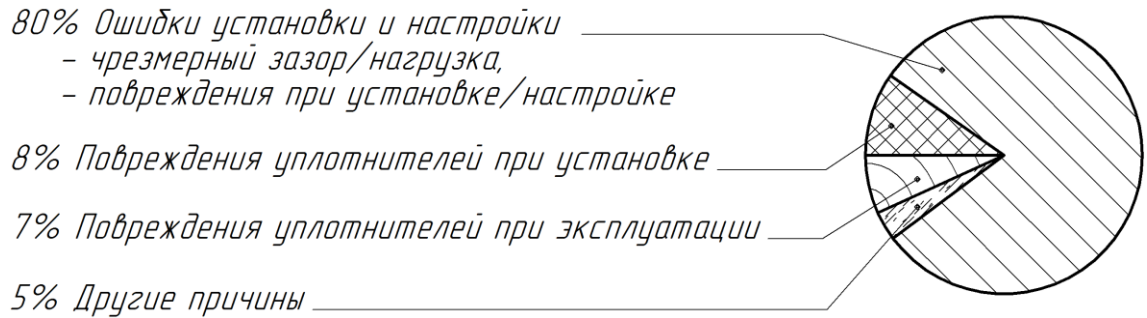 80% Ошибки установки и настройки
- чрезмерный зазор/нагрузка,
- повреждения при установке/настройке
8% Повреждения уплотнителей при установке
7% Повреждения уплотнителей при эксплуатации
5% Другие причины